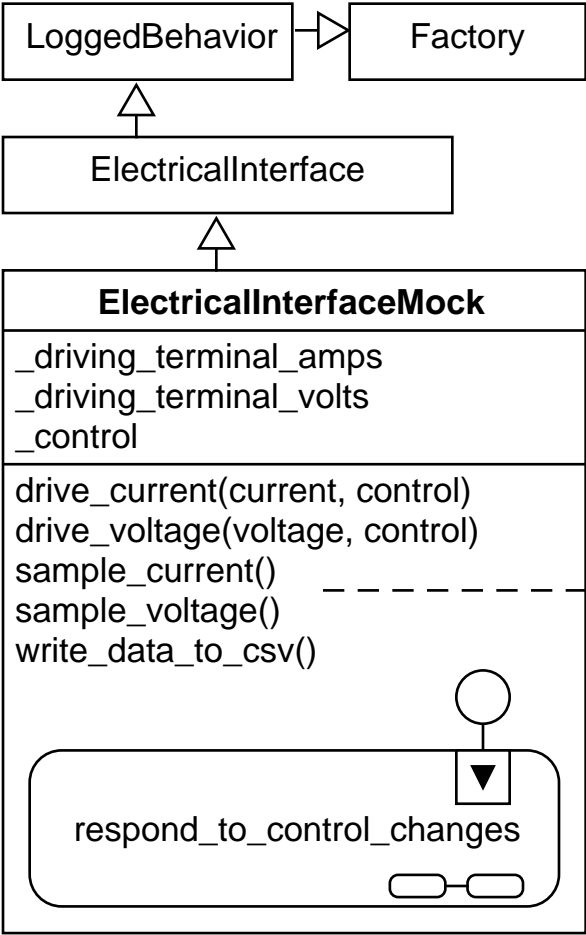 LoggedBehavior
Factory
ElectricalInterface
ElectricalInterfaceMock
_driving_terminal_amps
_driving_terminal_volts
_control
drive_current(current, control)
drive_voltage(voltage, control)
sample_current()
sample_voltage()
write_data_to_csv()
respond_to_control_changes